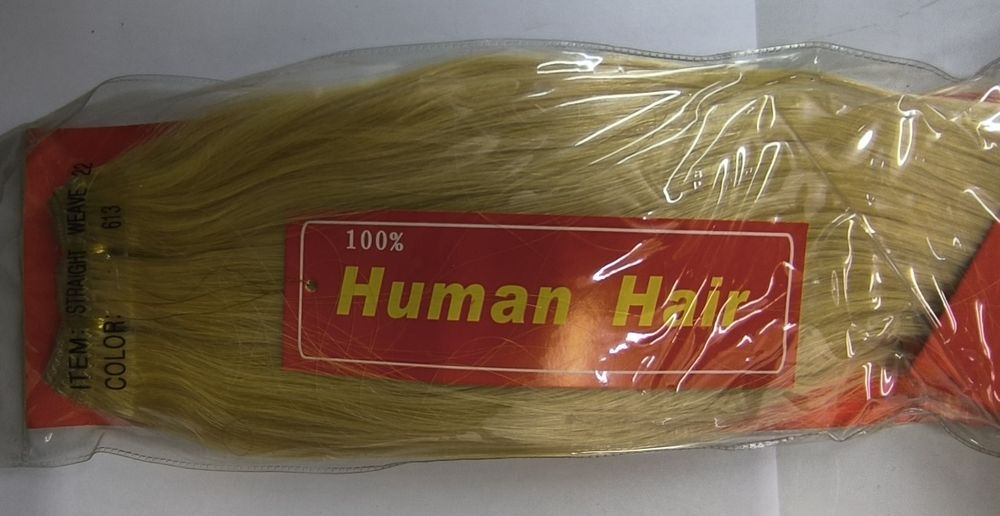 ITEM: STRAIGHT WEAVE 22
COLOR: 613
100%
Human Hair